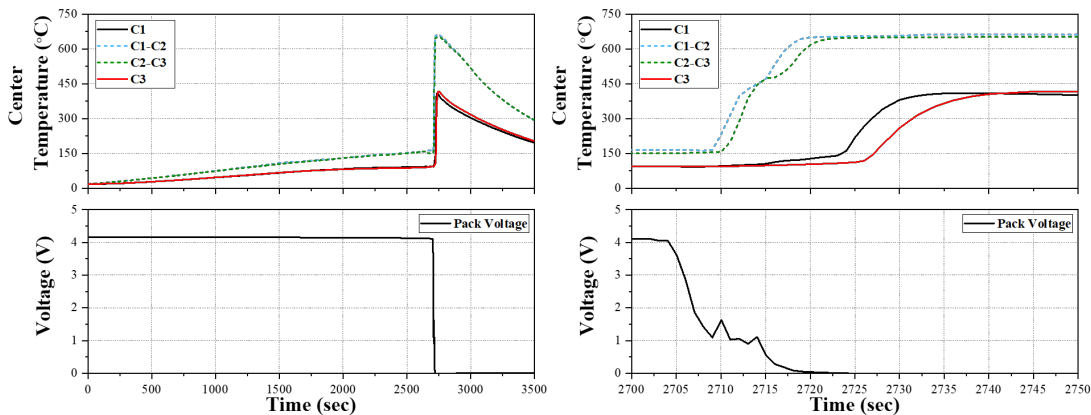 Center
Temperature (°C)
750
600
450
300
150
0
C1
C1-C2
C2-C3
C3
Voltage (V)
5
4
3
2
1
0
Pack Voltage
0 500 1000 1500 2000 2500 3000 3500
Time (sec)
Center
Temperature (°C)
750
600
450
300
150
0
C1
C1-C2
C2-C3
C3
Voltage (V)
5
4
3
2
1
0
Pack Voltage
2700 2705 2710 2715 2720 2725 2730 2735 2740 2745 2750
Time (sec)